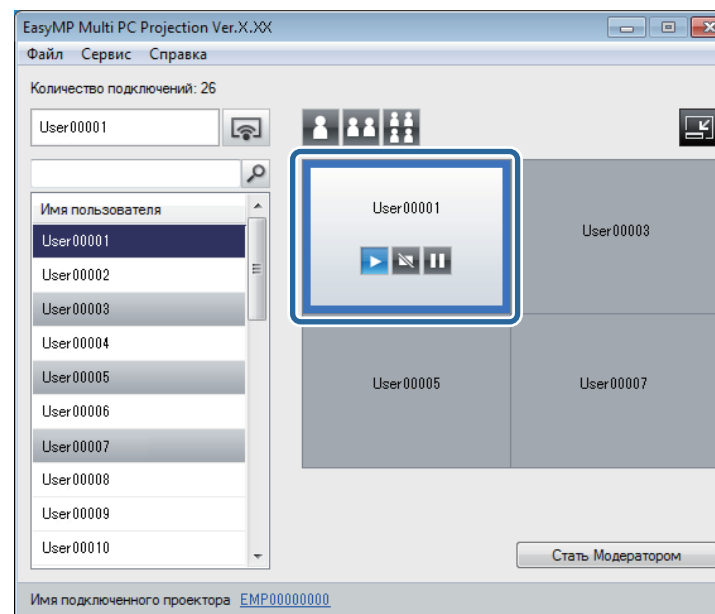 EasyMP Multi PC Projection Ver.X.XX
Файл Сервис Справка
Количество подключений: 26
User00001
Имя пользователя
User00001
User00002
User00003
User00004
User00005
User00006
User00007
User00008
User00009
User00010
User00001
User00003
User00005
User00007
Стать Модератором
Имя подключенного проектора EMP00000000